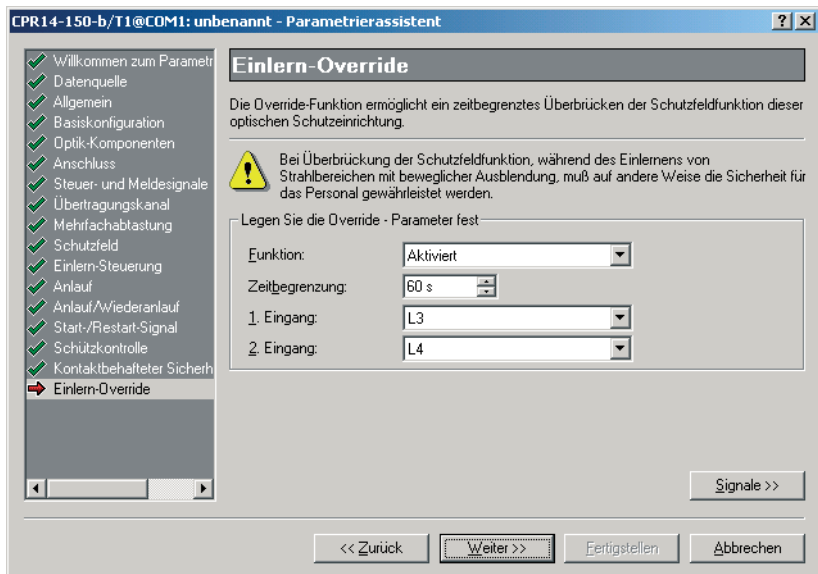 CPR14-150-b/T1@COM1: unbenannt - Parametrierassistent
Willkommen zum Parametr
Datenquelle
Allgemein
Basiskonfiguration
Optik-Komponenten
Anschluss
Steuer- und Meldesignale
Übertragungskanal
Mehrfachabtastung
Schutzfeld
Einlern-Steuerung
Anlauf
Anlauf/Wiederanlauf
Start-/Restart-Signal
Schützkontrolle
Kontaktbehafteter Sicherh
Einlern-Override
Einlern-Override
Die Override-Funktion ermöglicht ein zeitbegrenztes Überbrücken der Schutzfeldfunktion dieser
optischen Schutzeinrichtung.
Bei Überbrückung der Schutzfeldfunktion, während des Einlernens von
Strahlbereichen mit beweglicher Ausblendung, muß auf andere Weise die Sicherheit für
das Personal gewährleistet werden.
Legen Sie die Override - Parameter fest
Funktion: Aktiviert
Zeitbegrenzung: 60 s
1. Eingang: L3
2. Eingang: L4
Signale >>
<< Zurück Weiter >> Fertigstellen Abbrechen